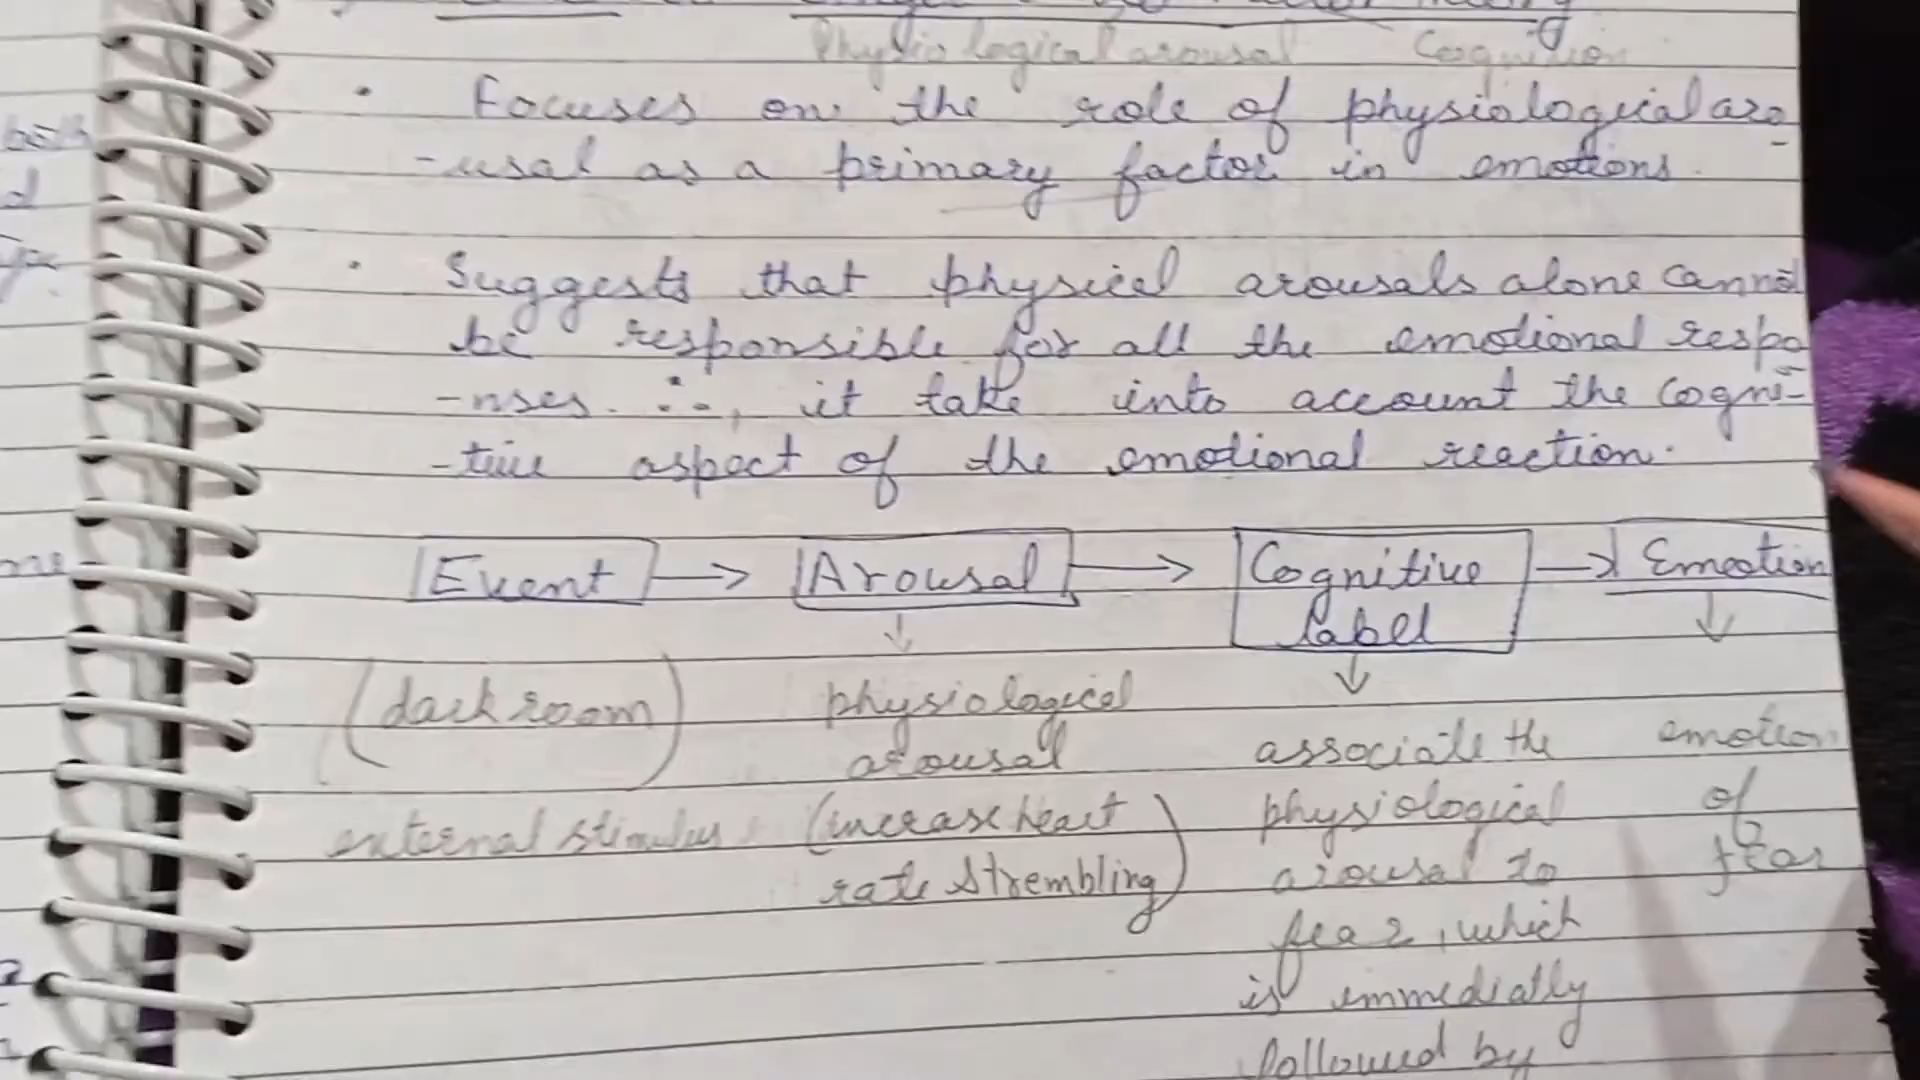 Physiological arousal Cognition
• Focuses on the role of physiologcial aro
-usal as a primary factor in emotions.
• Suggests that physical arousals alone cannot
be responsible for all the emotional respo
-nses. ∴, it take into account the cogni-
-tive aspect of the emotional reaction.
Event → Arousal → Cognitive → Emotion
label
(dark room) physiological
arousal associate the emotion
external stimulus (increase heart physiological of
rate & trembling) arousal to fear
fear, which
is immedially
followed by